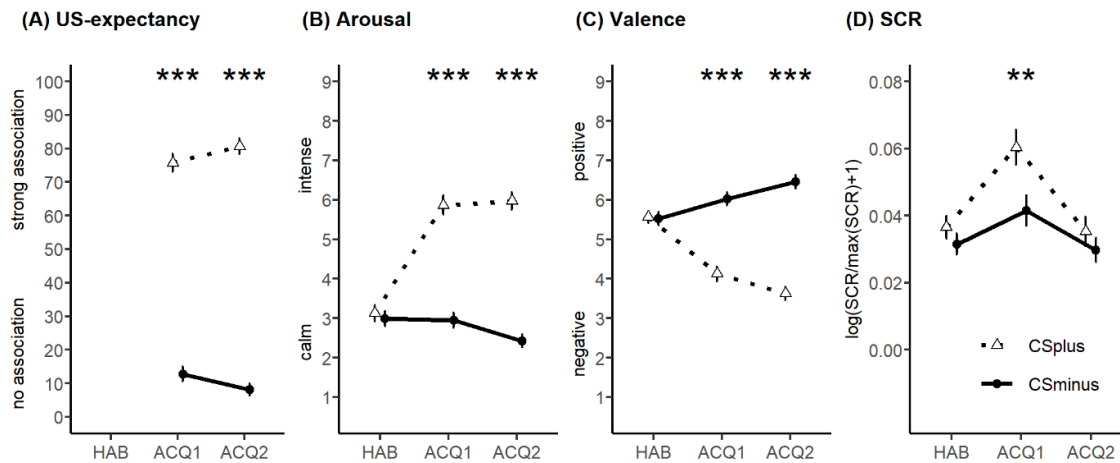 (A) US-expectancy
(B) Arousal
(C) Valence
(D) SCR
*** ***
100
90
80
70
60
50
40
30
20
10
0
strong association
no association
HAB ACQ1 ACQ2
*** ***
9
8
7
6
5
4
3
2
1
intense
calm
HAB ACQ1 ACQ2
*** ***
9
8
7
6
5
4
3
2
1
positive
negative
HAB ACQ1 ACQ2
**
0.08
0.06
0.04
0.02
0.00
log(SCR/max(SCR)+1)
CSplus
CSminus
HAB ACQ1 ACQ2